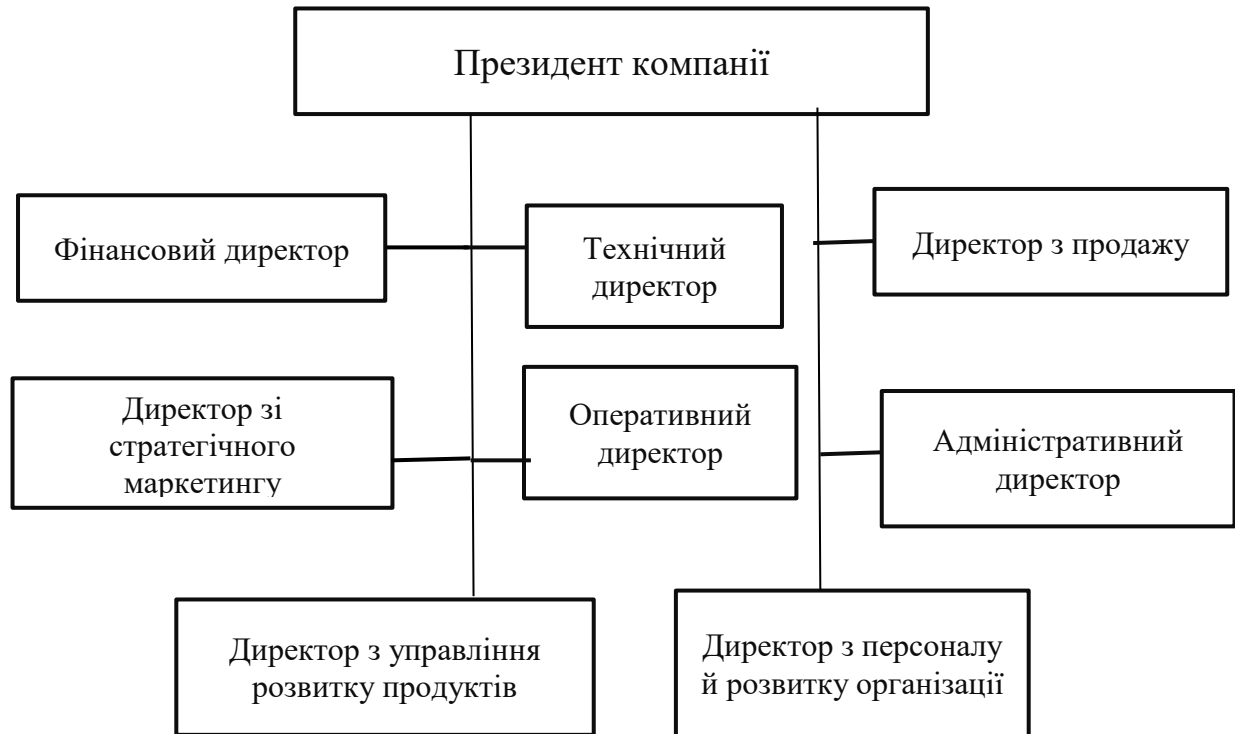 Президент компанії
Фінансовий директор
Технічний
директор
Директор з продажу
Директор зі
стратегічного
маркетингу
Оперативний
директор
Адміністративний
директор
Директор з управління
розвитку продуктів
Директор з персоналу
й розвитку організації